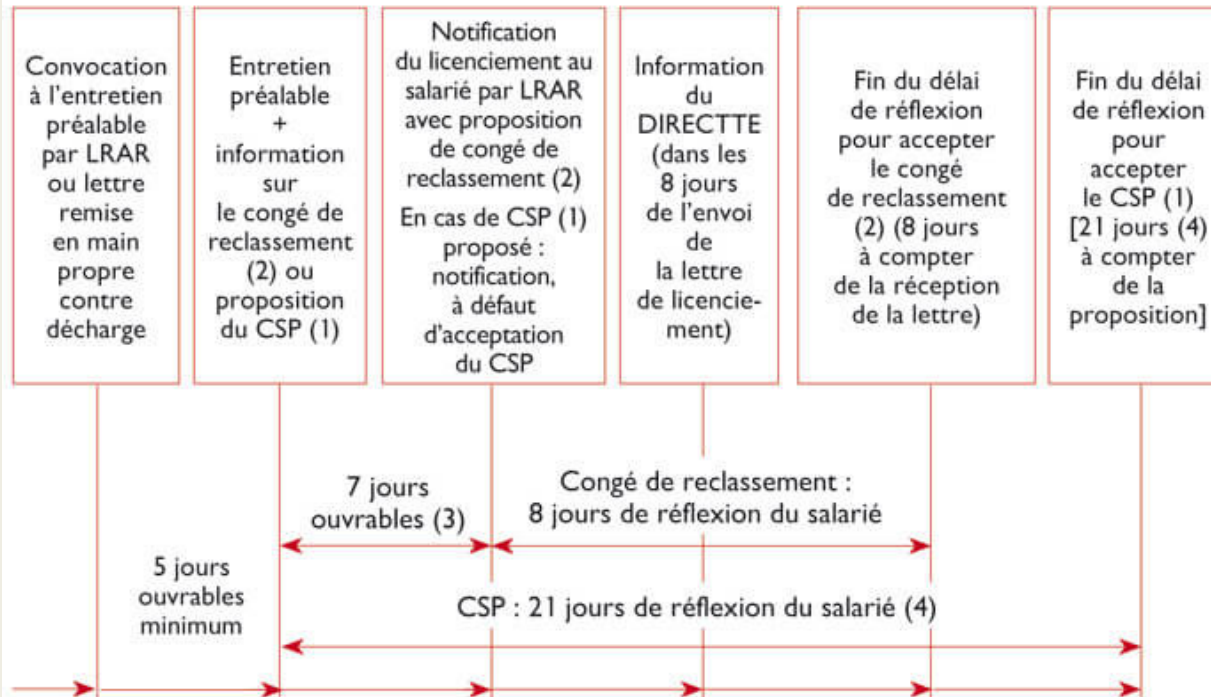 Convocation
à l'entretien
préalable
par LRAR
ou lettre
remise
en main
propre
contre
décharge
Entretien
préalable
+
information
sur
le congé de
reclassement
(2) ou
proposition
du CSP (1)
Notification
du licenciement au
salarié par LRAR
avec proposition
de congé de
reclassement (2)
En cas de CSP (1)
proposé :
notification,
à défaut
d'acceptation
du CSP
Information
du
DIRECTTE
(dans les
8 jours
de l'envoi
de
la lettre
de licencie-
ment)
Fin du délai
de réflexion
pour accepter
le congé
de reclassement
(2) (8 jours
à compter
de la réception
de la lettre)
Fin du délai
de réflexion
pour
accepter
le CSP (1)
[21 jours (4)
à compter
de la
proposition]
7 jours
ouvrables (3)
Congé de reclassement :
8 jours de réflexion du salarié
5 jours
ouvrables
minimum
CSP : 21 jours de réflexion du salarié (4)